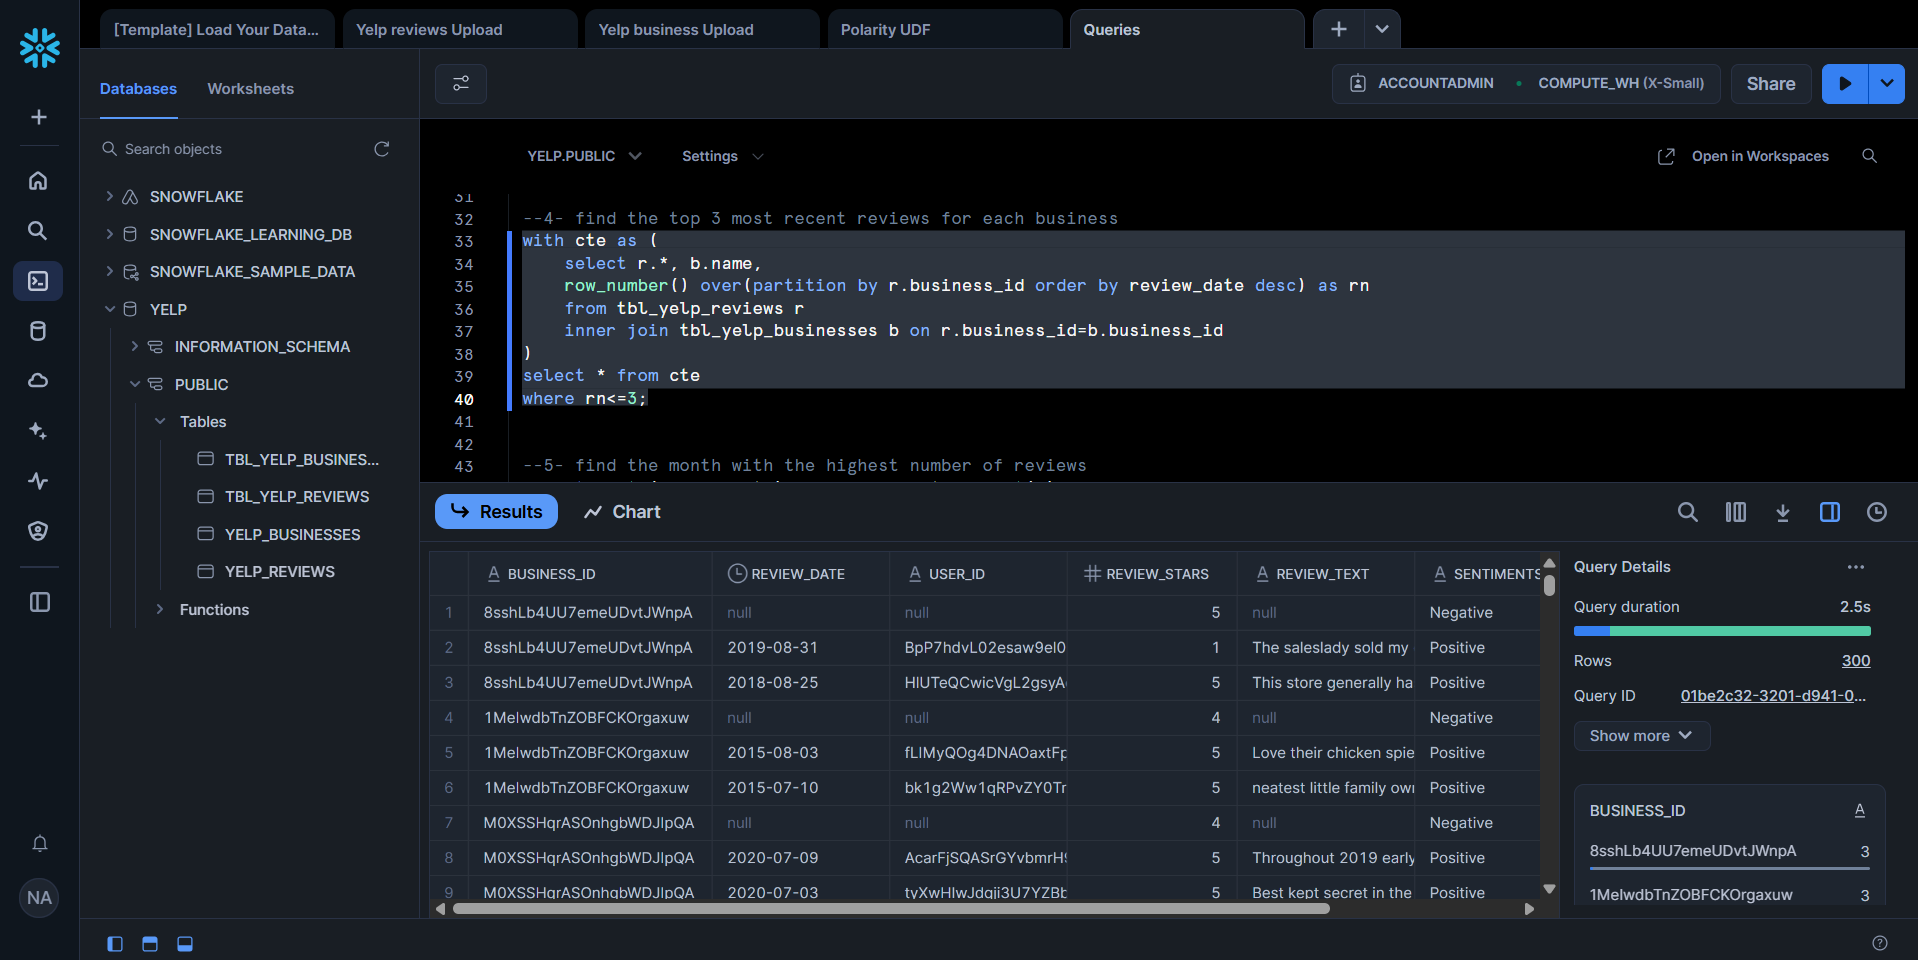 [Template] Load Your Data...
Yelp reviews Upload
Yelp business Upload
Polarity UDF
Queries
Databases
Worksheets
ACCOUNTADMIN
COMPUTE_WH (X-Small)
Share
Search objects
SNOWFLAKE
SNOWFLAKE_LEARNING_DB
SNOWFLAKE_SAMPLE_DATA
YELP
INFORMATION_SCHEMA
PUBLIC
Tables
TBL_YELP_BUSINES...
TBL_YELP_REVIEWS
YELP_BUSINESSES
YELP_REVIEWS
Functions
NA
YELP.PUBLIC
Settings
Open in Workspaces
31
32 --4- find the top 3 most recent reviews for each business
33 with cte as (
34 select r.*, b.name,
35 row_number() over(partition by r.business_id order by review_date desc) as rn
36 from tbl_yelp_reviews r
37 inner join tbl_yelp_businesses b on r.business_id=b.business_id
38 )
39 select * from cte
40 where rn<=3;
41
42
43 --5- find the month with the highest number of reviews
Results
Chart
BUSINESS_ID REVIEW_DATE USER_ID REVIEW_STARS REVIEW_TEXT SENTIMENTS
1 8sshLb4UU7emeUDvtJWnpA null null 5 null Negative
2 8sshLb4UU7emeUDvtJWnpA 2019-08-31 BpP7hdvL02esaw9el0 1 The saleslady sold my Positive
3 8sshLb4UU7emeUDvtJWnpA 2018-08-25 HlUTeQCwicVgL2gsyA 5 This store generally ha Positive
4 1MelwdbTnZOBFCKOrgaxuw null null 4 null Negative
5 1MelwdbTnZOBFCKOrgaxuw 2015-08-03 fLIMyQOg4DNAOaxtFp 5 Love their chicken spie Positive
6 1MelwdbTnZOBFCKOrgaxuw 2015-07-10 bk1g2Ww1qRPvZY0Tr 5 neatest little family own Positive
7 M0XSSHqrASOnhgbWDJIpQA null null 4 null Negative
8 M0XSSHqrASOnhgbWDJIpQA 2020-07-09 AcarFjSQASrGYvbmrH 5 Throughout 2019 early Positive
9 M0XSSHqrASOnhgbWDJIpQA 2020-07-03 tyXwHlwJdgji3U7YZBb 5 Best kept secret in the Positive
Query Details
Query duration 2.5s
Rows 300
Query ID 01be2c32-3201-d941-0...
Show more
BUSINESS_ID
8sshLb4UU7emeUDvtJWnpA 3
1MelwdbTnZOBFCKOrgaxuw 3